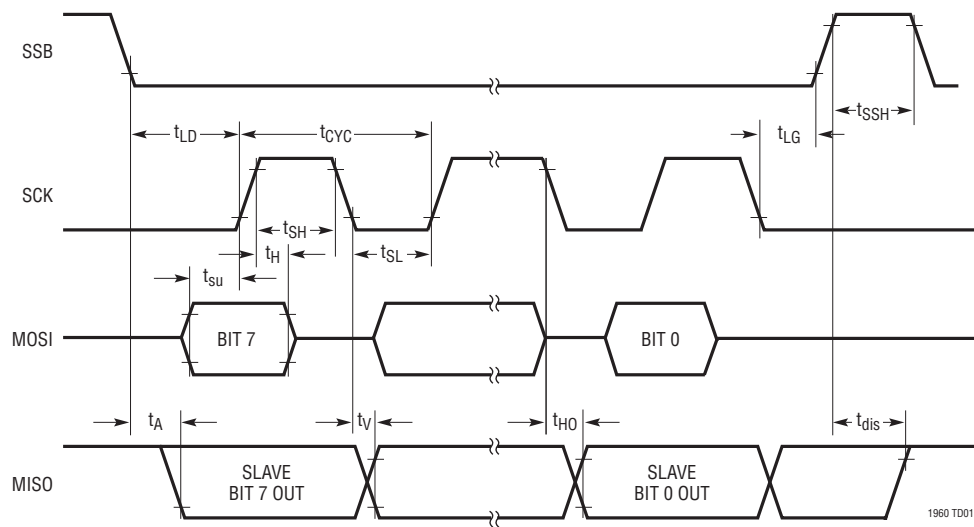 SSB
tSSH
tLD
tCYC
tLG
SCK
tSH
tH
tSL
tsu
MOSI
BIT 7
BIT 0
tA
tV
tHO
tdis
MISO
SLAVE
BIT 7 OUT
SLAVE
BIT 0 OUT
1960 TD01